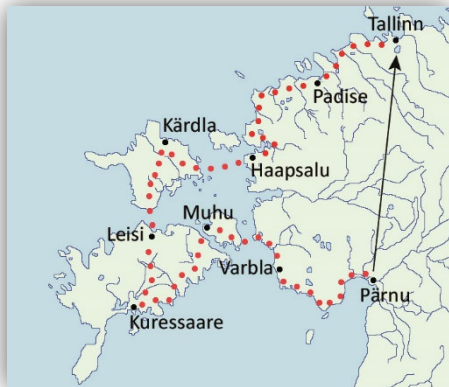 Tallinn
Padise
Kärdla
Haapsalu
Muhu
Leisi
Varbla
Pärnu
Kuressaare